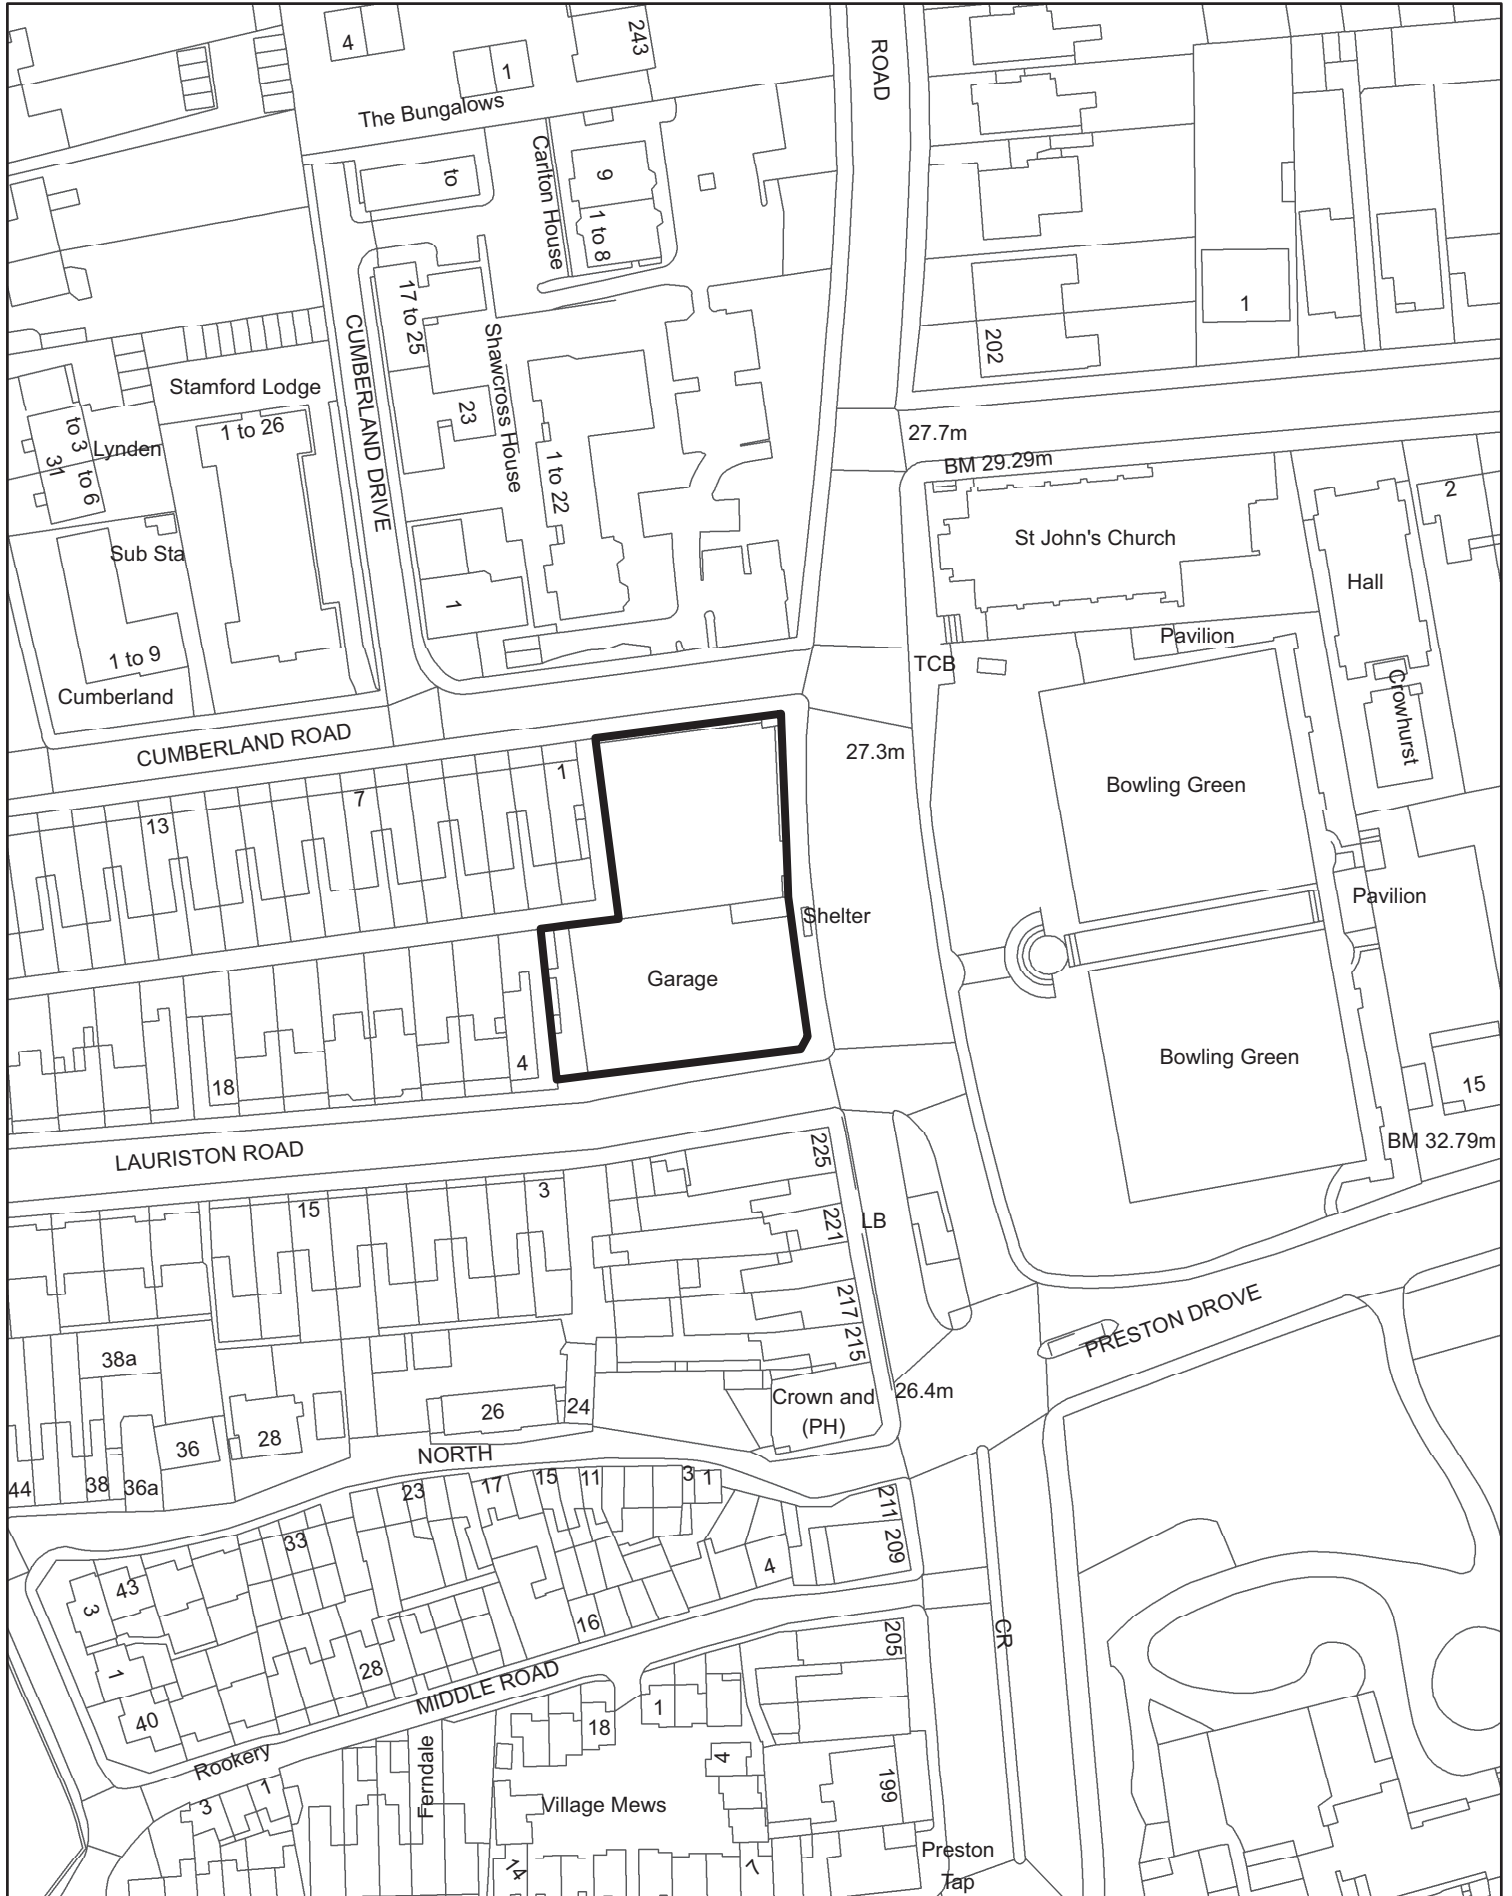 4
1
243
ROAD
The Bungalows
to
Carlton House
9
1 to 8
17 to 25
CUMBERLAND DRIVE
Shawcross House
23
1 to 22
1
202
Stamford Lodge
1 to 26
to 3
Lynden
31
to 6
Sub Sta
1 to 9
Cumberland
1
27.7m
BM 29.29m
St John's Church
Hall
2
Pavilion
TCB
Crowhurst
CUMBERLAND ROAD
27.3m
Bowling Green
1
7
13
Shelter
Pavilion
Garage
4
18
Bowling Green
15
BM 32.79m
LAURISTON ROAD
225
3
15
221
LB
217
215
PRESTON DROVE
38a
Crown and
(PH)
26.4m
26
24
28
36
38
36a
44
NORTH
23
17
15
11
3
1
211
209
33
4
43
3
16
28
1
40
MIDDLE ROAD
205
CR
1
18
4
Rookery
1
3
Ferndale
199
Village Mews
14
7
Preston
Tap